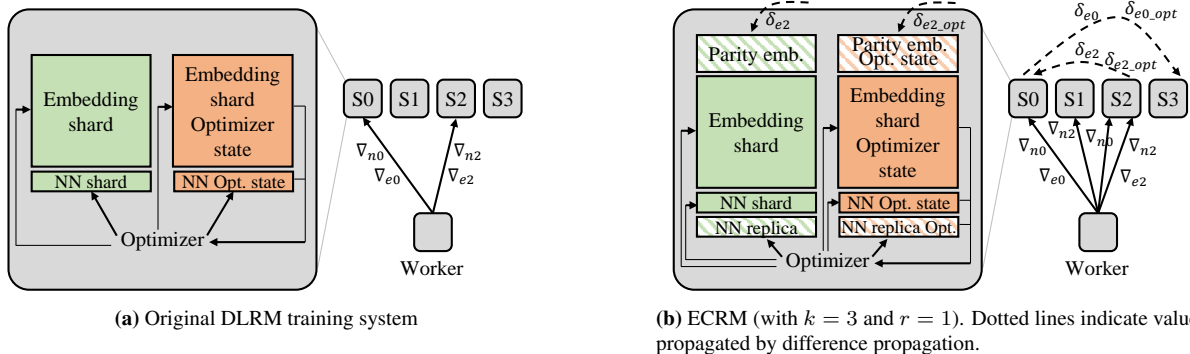 Embedding
shard
Embedding
shard
Optimizer
state
NN shard
NN Opt. state
Optimizer
S0
S1
S2
S3
∇n0
∇e0
∇n2
∇e2
Worker
(a) Original DLRM training system
δe2
δe2_opt
Parity emb.
Parity emb.
Opt. state
Embedding
shard
Embedding
shard
Optimizer
state
NN shard
NN Opt. state
NN replica
NN replica Opt.
Optimizer
δe0
δe0_opt
δe2
δe2_opt
S0
S1
S2
S3
∇n0
∇n2
∇n0
∇n2
∇e0
∇e2
Worker
(b) ECRM (with k = 3 and r = 1). Dotted lines indicate valu
propagated by difference propagation.